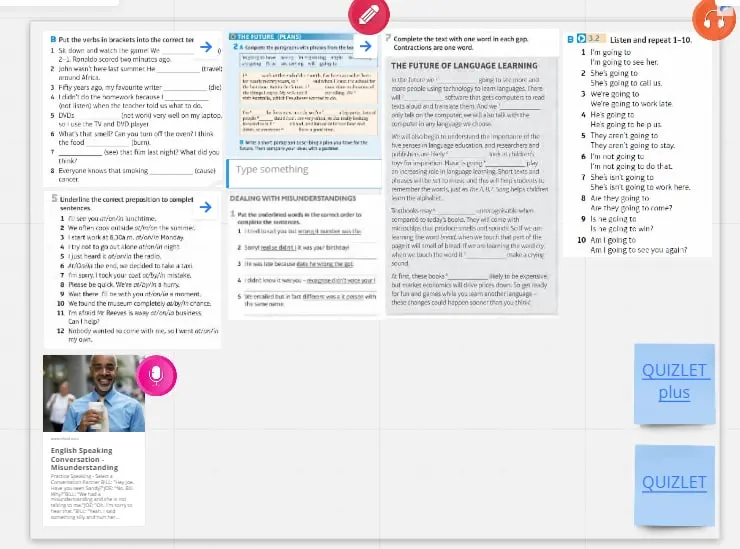 B Put the verbs in brackets into the correct ter
1 Sit down and watch the game! We
2–1. Ronaldo scored two minutes ago.
2 John wasn't here last summer. He (travel)
around Africa.
3 Fifty years ago, my favourite writer (die)
4 I didn't do the homework because I
(not listen) when the teacher told us what to do.
5 DVDs (not work) very well on my laptop,
so I use the TV and DVD player.
6 What's that smell? Can you turn off the oven? I think
the food (burn).
7 (see) that film last night? What did you
think?
8 Everyone knows that smoking (cause)
cancer.
5 Underline the correct preposition to complet
sentences.
1 I'll see you at/on/in lunchtime.
2 We often cook outside at/on/in the summer.
3 I start work at 8.30a.m. at/on/in Monday.
4 I try not to go out alone at/on/in night.
5 I just heard it at/on/in the radio.
6 At/On/In the end, we decided to take a taxi.
7 I'm sorry. I took your coat at/by/in mistake.
8 Please be quick. We're at/by/in a hurry.
9 Wait there. I'll be with you at/on/in a moment.
10 We found the museum completely at/by/in chance.
11 I'm afraid Mr Reeves is away at/on/in business.
Can I help?
12 Nobody wanted to come with me, so I went at/on/in
my own.
English Speaking
Conversation -
Misunderstanding
Practice Speaking - Select a
Conversation Partner BILL: "Hey Joe.
Have you seen Sandy?" JOE: "No, Bill.
Why?" BILL: "We had a
misunderstanding and she is not
talking to me." JOE: "Oh, I'm sorry to
hear that." BILL: "Yeah, I said
something silly and
THE FUTURE (PLANS)
2 A Complete the paragraphs with phrases from the
B Write a short paragraph describing a plan you have for the
future. Then compare your ideas with a partner.
Type something
DEALING WITH MISUNDERSTANDINGS
1 Put the underlined words in the correct order to
complete the sentences.
1 I tried to call you but wrong it number was the.
2 Sorry! realise didn't I it was your birthday!
3 He was late because date he wrong the got.
4 I didn't know it was you – recognise didn't voice your I
5 We emailed but in fact different was a it person with
the same name.
7 Complete the text with one word in each gap.
Contractions are one word.
THE FUTURE OF LANGUAGE LEARNING
In the future we going to see more and
more people using technology to learn languages. There
will software that gets computers to read
texts aloud and translate them. And we
only talk on the computer, we will also talk with the
computer in any language we choose.
We will also begin to understand the importance of the
five senses in language education, and researchers and
publishers are likely look at children's
toys for inspiration. Music is going play
an increasing role in language learning. Short texts and
phrases will be set to music and this will help students to
remember the words, just as the A,B,C Song helps children
learn the alphabet.
Textbooks may unrecognisable when
compared to today's books. They will come with
microchips that produce smells and sounds. So if we are
learning the word bread, when we touch that part of the
page it will smell of bread. If we are learning the word cry,
when we touch the word it make a crying
sound.
At first, these books likely to be expensive,
but market economics will drive prices down. So get ready
for fun and games while you learn another language –
these changes could happen sooner than you think!
B 3.2 Listen and repeat 1–10.
1 I'm going to
I'm going to see her.
2 She's going to
She's going to call us.
3 We're going to
We're going to work late.
4 He's going to
He's going to help us.
5 They aren't going to
They aren't going to stay.
6 I'm not going to
I'm not going to do that.
7 She isn't going to
She isn't going to work here.
8 Are they going to
Are they going to come?
9 Is he going to
Is he going to win?
10 Am I going to
Am I going to see you again?
QUIZLET
plus
QUIZLET